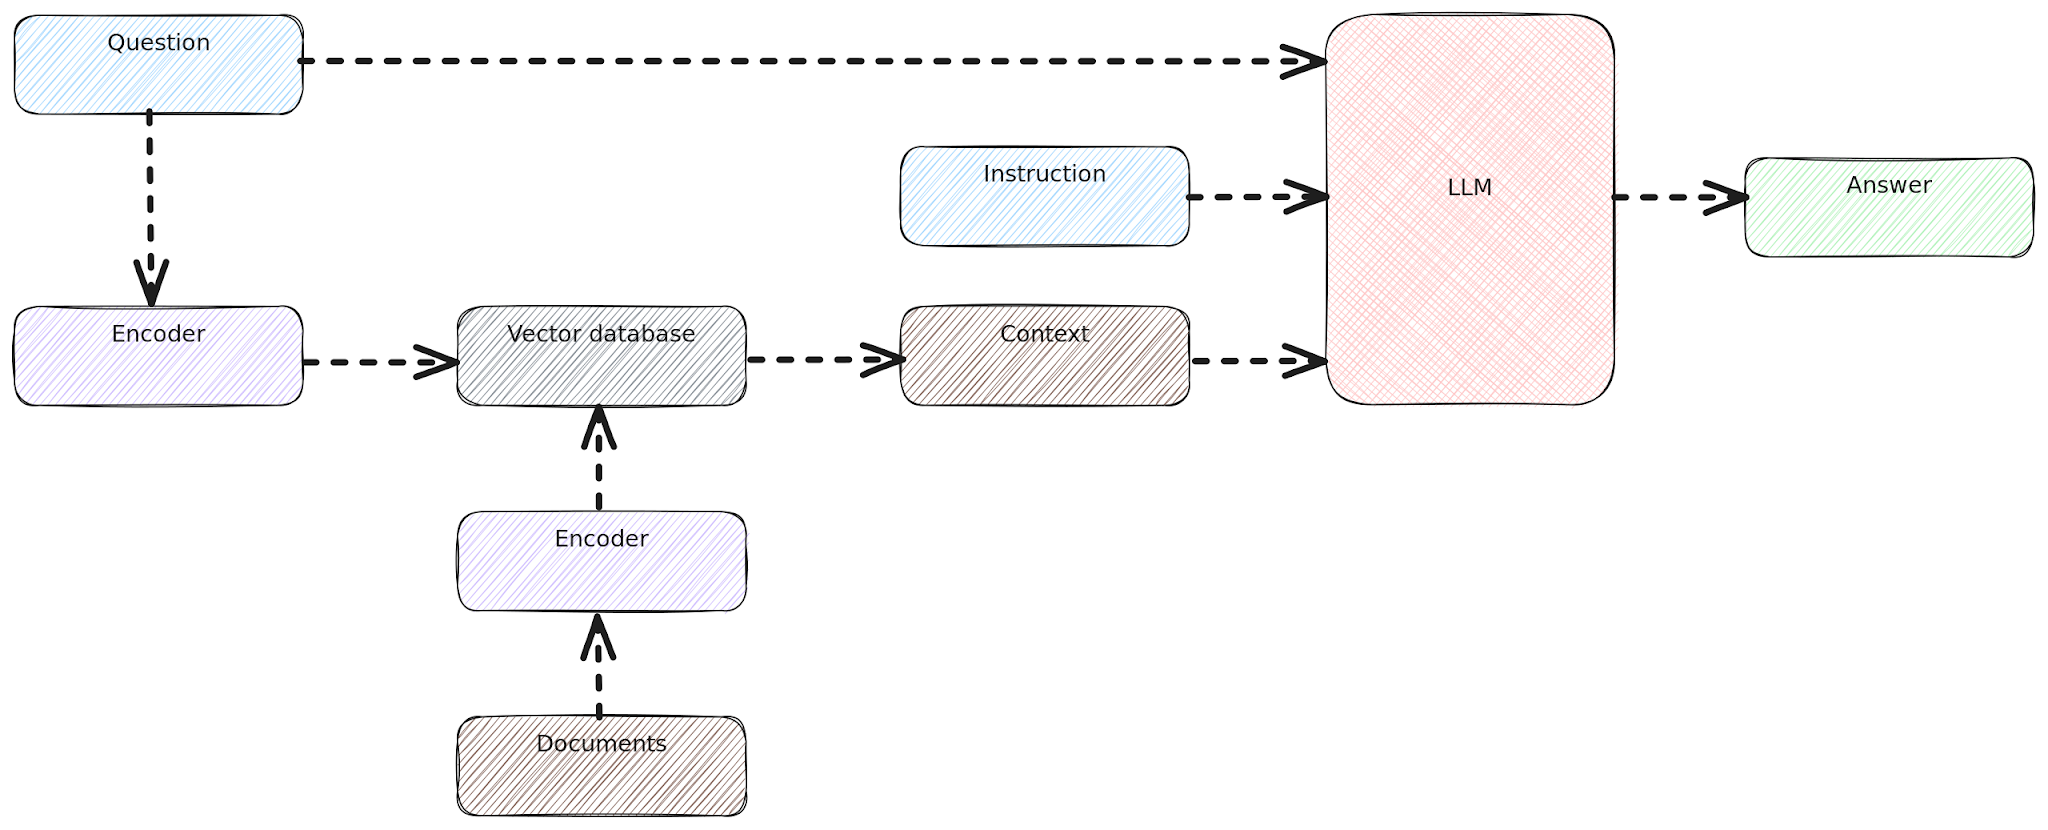 Question
Instruction
LLM
Answer
Encoder
Vector database
Context
Encoder
Documents